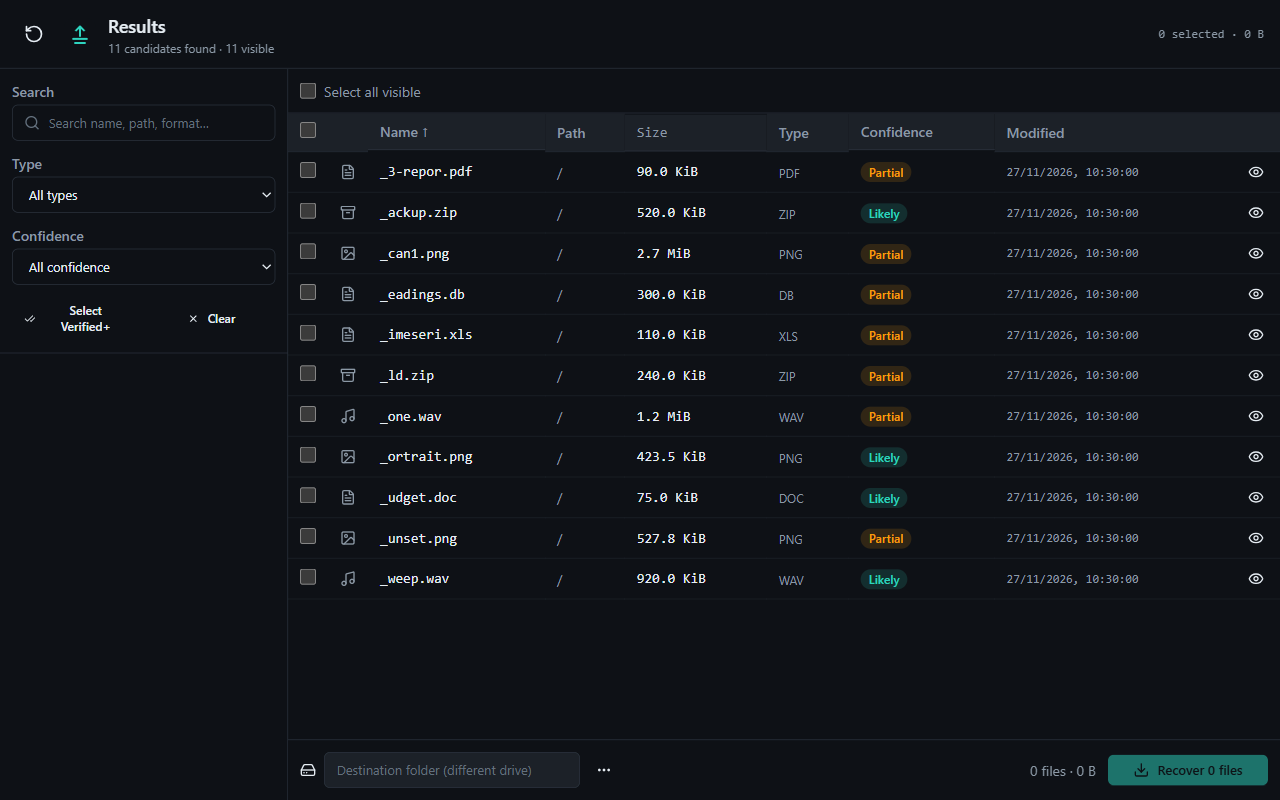 Results
11 candidates found · 11 visible
0 selected · 0 B
Search
Search name, path, format...
Type
All types
Confidence
All confidence
Select Verified+
Clear
Select all visible
Name ↑ Path Size Type Confidence Modified
_3-repor.pdf / 90.0 KiB PDF Partial 27/11/2026, 10:30:00
_ackup.zip / 520.0 KiB ZIP Likely 27/11/2026, 10:30:00
_can1.png / 2.7 MiB PNG Partial 27/11/2026, 10:30:00
_eadings.db / 300.0 KiB DB Partial 27/11/2026, 10:30:00
_imeseri.xls / 110.0 KiB XLS Partial 27/11/2026, 10:30:00
_ld.zip / 240.0 KiB ZIP Partial 27/11/2026, 10:30:00
_one.wav / 1.2 MiB WAV Partial 27/11/2026, 10:30:00
_ortrait.png / 423.5 KiB PNG Likely 27/11/2026, 10:30:00
_udget.doc / 75.0 KiB DOC Likely 27/11/2026, 10:30:00
_unset.png / 527.8 KiB PNG Partial 27/11/2026, 10:30:00
_weep.wav / 920.0 KiB WAV Likely 27/11/2026, 10:30:00
Destination folder (different drive)
0 files · 0 B
Recover 0 files